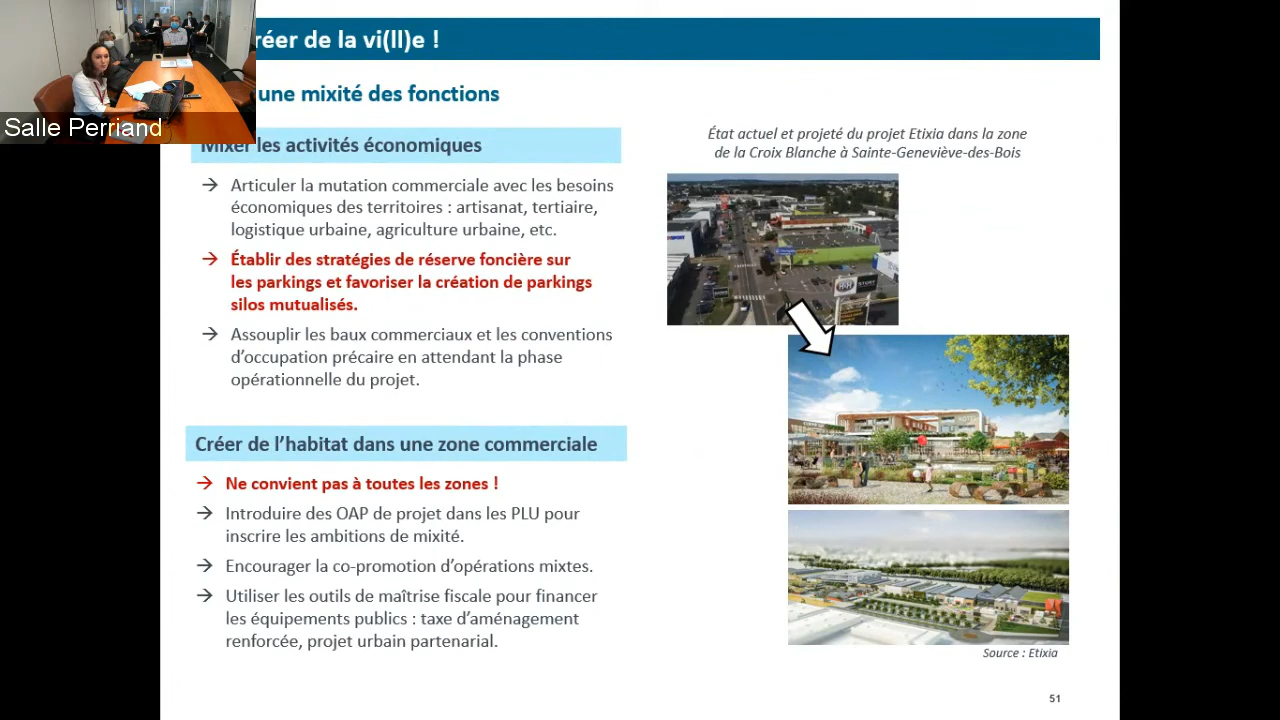 réer de la vi(ll)e !
une mixité des fonctions
Salle Perriand
Mixer les activités économiques
→ Articuler la mutation commerciale avec les besoins
économiques des territoires : artisanat, tertiaire,
logistique urbaine, agriculture urbaine, etc.
→ Établir des stratégies de réserve foncière sur
les parkings et favoriser la création de parkings
silos mutualisés.
→ Assouplir les baux commerciaux et les conventions
d’occupation précaire en attendant la phase
opérationnelle du projet.
Créer de l’habitat dans une zone commerciale
→ Ne convient pas à toutes les zones !
→ Introduire des OAP de projet dans les PLU pour
inscrire les ambitions de mixité.
→ Encourager la co-promotion d’opérations mixtes.
→ Utiliser les outils de maîtrise fiscale pour financer
les équipements publics : taxe d’aménagement
renforcée, projet urbain partenarial.
État actuel et projeté du projet Etixia dans la zone
de la Croix Blanche à Sainte-Geneviève-des-Bois
Source : Etixia
51